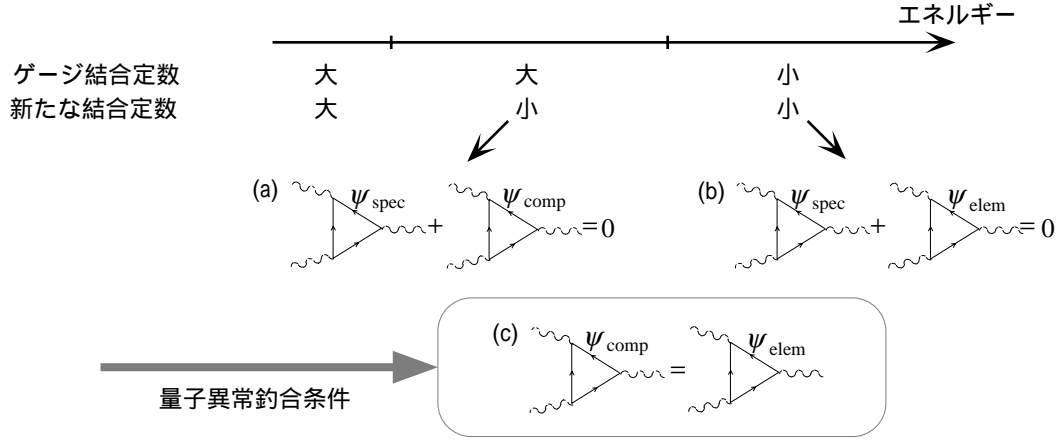 エネルギー
ゲージ結合定数 大 大 小
新たな結合定数 大 小 小
(a) ψspec + ψcomp =0 (b) ψspec + ψelem = 0
(c) ψcomp = ψelem
量子異常釣合条件